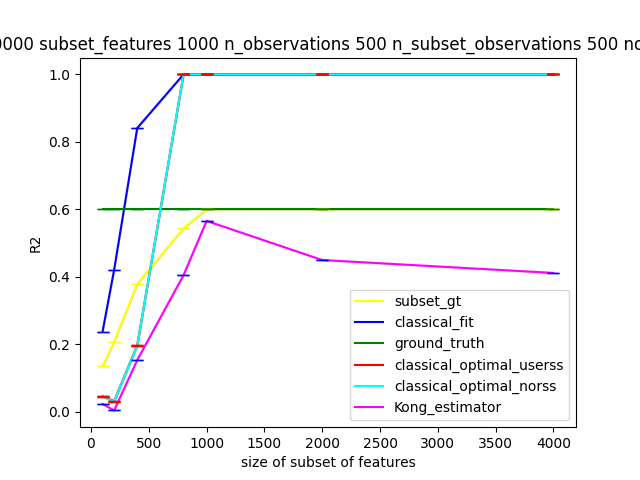 0000 subset_features 1000 n_observations 500 n_subset_observations 500 no
1.0
0.8
0.6
0.4
0.2
0.0
R2
subset_gt
classical_fit
ground_truth
classical_optimal_userss
classical_optimal_norss
Kong_estimator
0 500 1000 1500 2000 2500 3000 3500 4000
size of subset of features